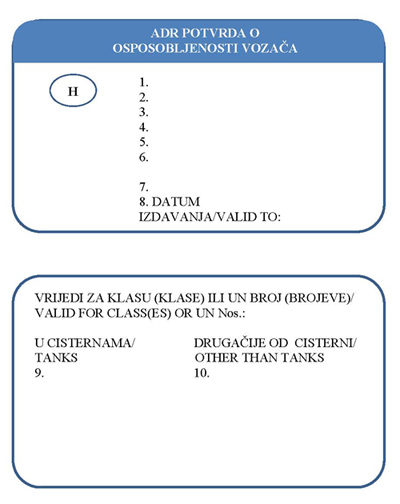 ADR POTVRDA O
OSPOSOBLJENOSTI VOZAČA
H
1.
2.
3.
4.
5.
6.
7.
8. DATUM
IZDAVANJA/VALID TO:
VRIJEDI ZA KLASU (KLASE) ILI UN BROJ (BROJEVE)/
VALID FOR CLASS(ES) OR UN Nos.:
U CISTERNAMA/
TANKS
9.
DRUGAČIJE OD CISTERNI/
OTHER THAN TANKS
10.